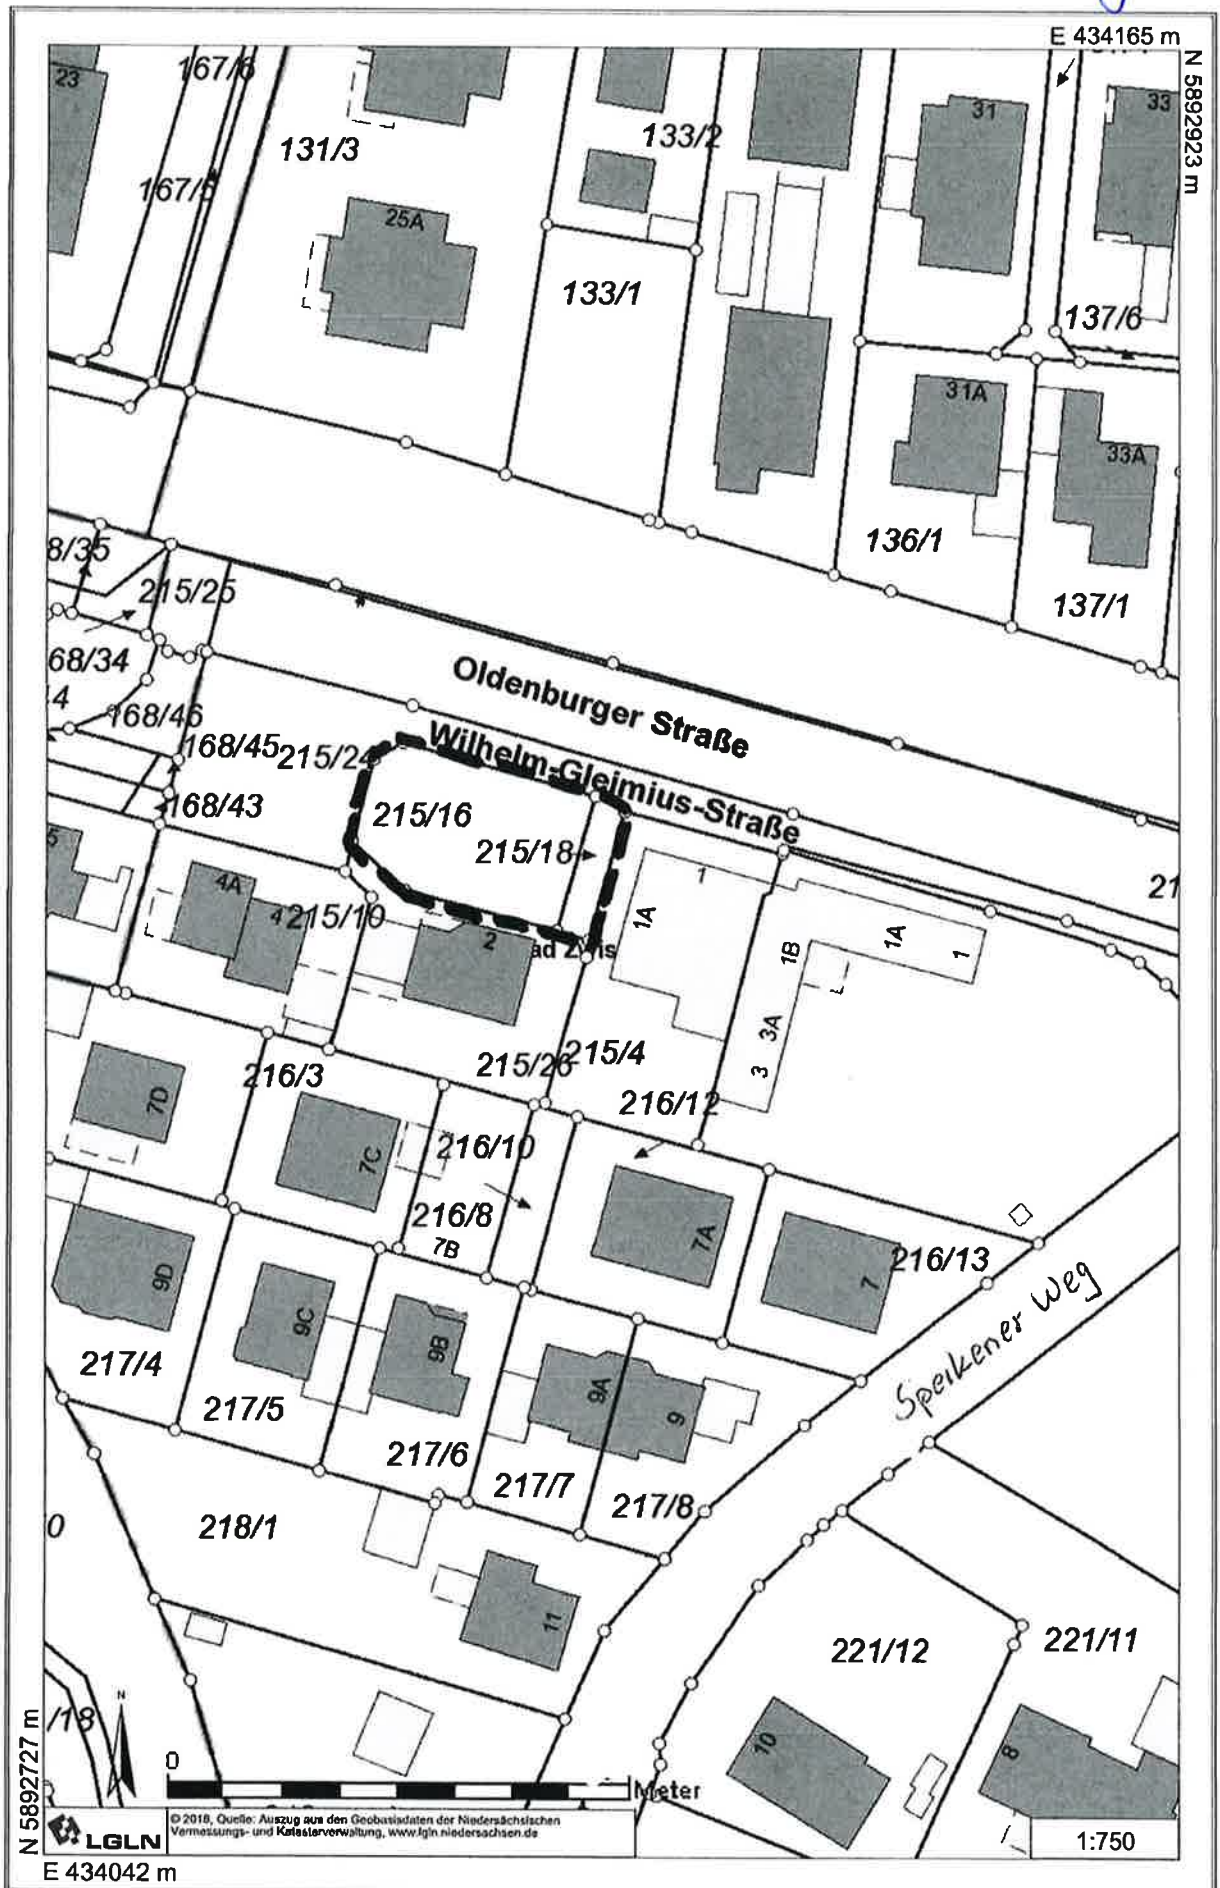 E 434165 m
N 5892923 m
23
167/6
131/3
133/2
31
33
167/5
25A
133/1
137/6
31A
33A
136/1
137/1
8/35
215/25
68/34
Oldenburger Straße
168/46
168/45
215/24
Wilhelm-Gleimius-Straße
168/43
215/16
215/18
5
4A
4
215/19
2
1
1A
1B
1A
1
21
3A
3
215/26
215/4
216/3
216/12
7D
7C
216/10
216/8
7B
7A
7
216/13
9D
9C
9B
9A
9
Speikener Weg
217/4
217/5
217/6
217/7
217/8
0
218/1
11
221/12
221/11
/18
10
8
N
0
Meter
N 5892727 m
LGLN
© 2018, Quelle: Auszug aus den Geobasisdaten der Niedersächsischen
Vermessungs- und Katasterverwaltung, www.lgln.niedersachsen.de
1:750
E 434042 m